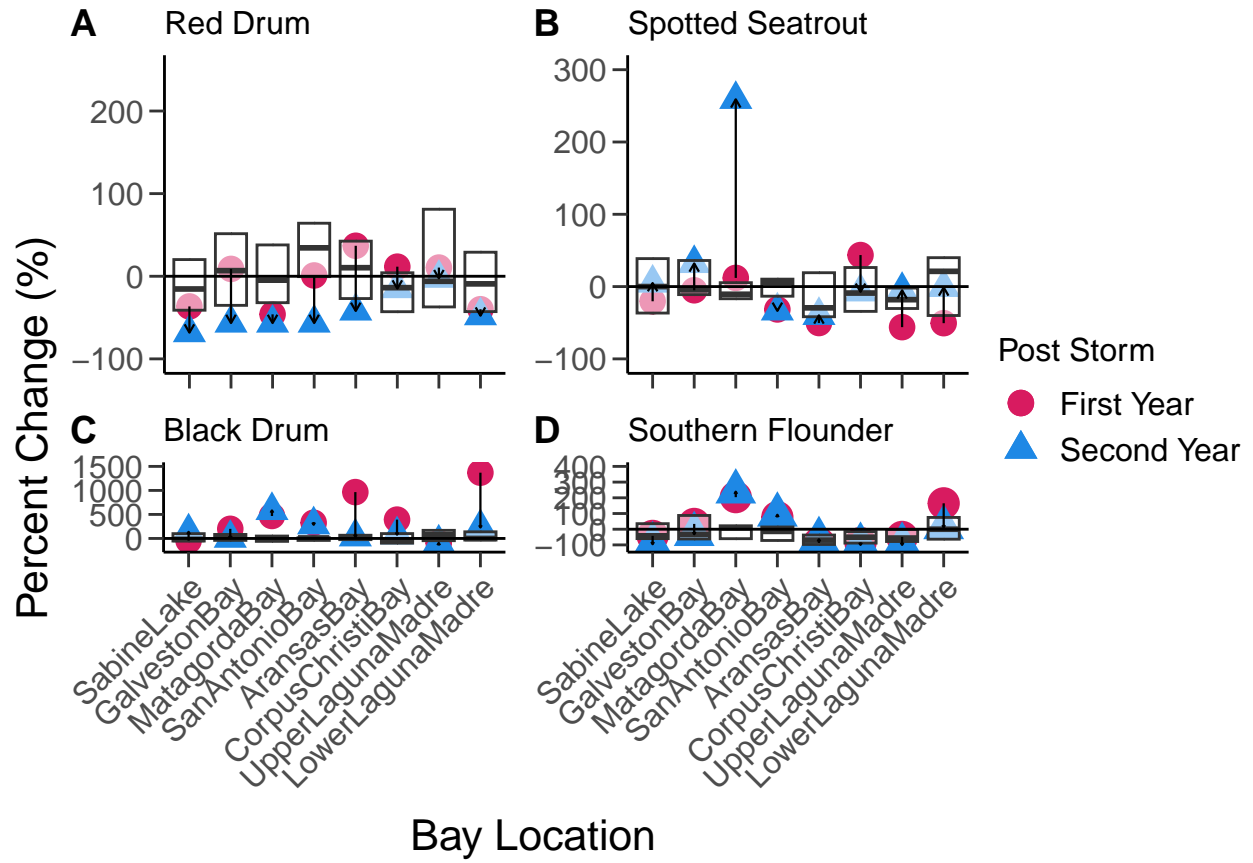 A Red Drum
B Spotted Seatrout
Percent Change (%)
200
100
0
−100
300
200
100
0
−100
Post Storm
First Year
Second Year
C Black Drum
D Southern Flounder
1500
1000
500
0
400
300
200
100
0
−100
SabineLake
GalvestonBay
MatagordaBay
SanAntonioBay
AransasBay
CorpusChristiBay
UpperLagunaMadre
LowerLagunaMadre
SabineLake
GalvestonBay
MatagordaBay
SanAntonioBay
AransasBay
CorpusChristiBay
UpperLagunaMadre
LowerLagunaMadre
Bay Location